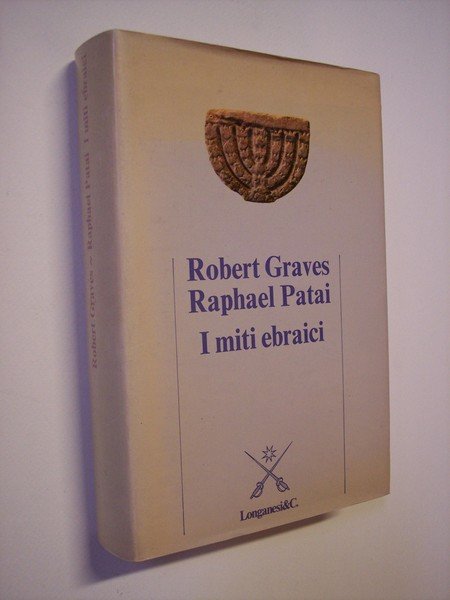 Robert Graves
Raphael Patai
I miti ebraici
Longanesi&C.
Robert Graves ~ Raphael Patai I miti ebraici